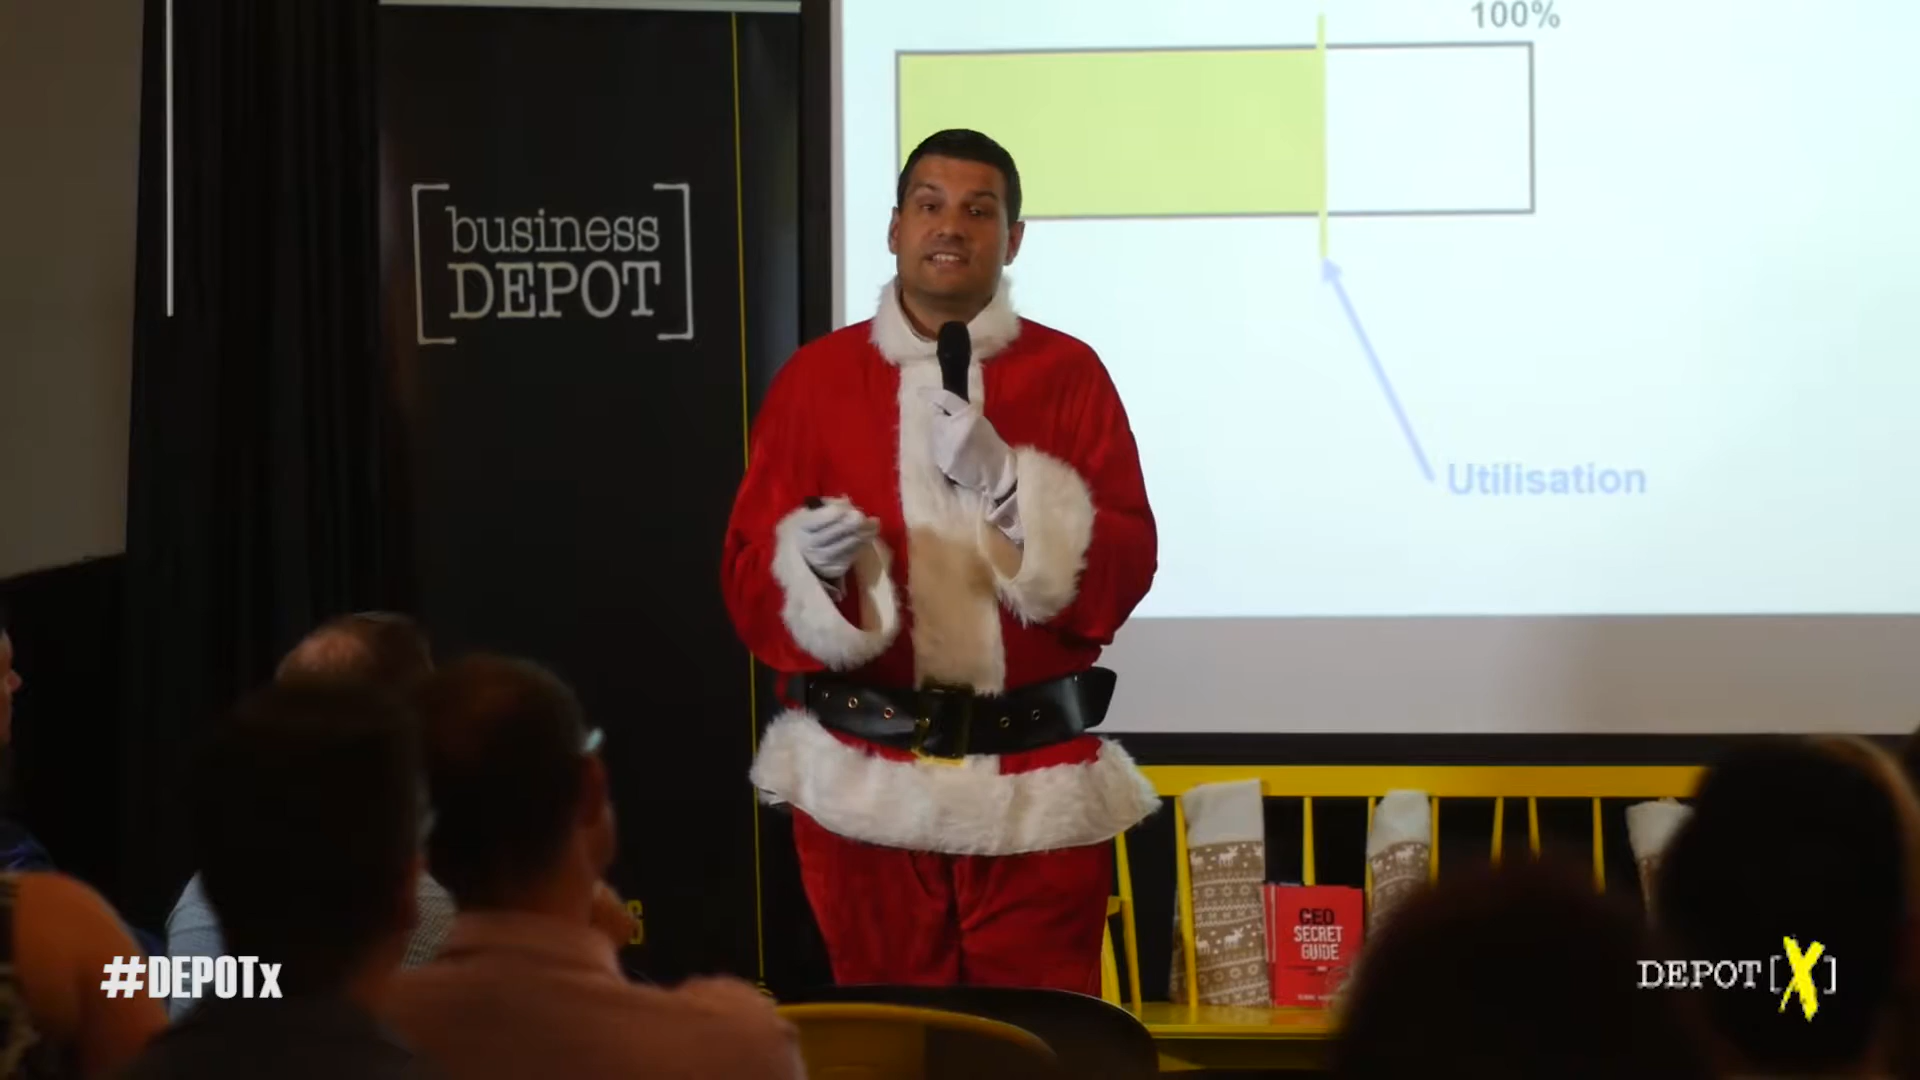 100%
business
DEPOT
Utilisation
CEO
SECRET
GUIDE
#DEPOTx
DEPOT[X]